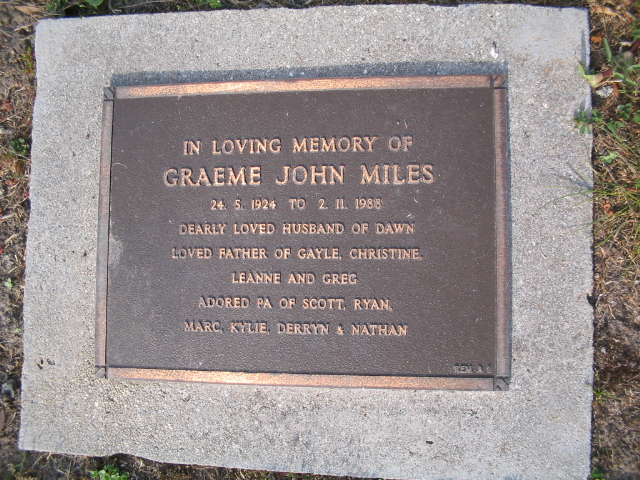 IN LOVING MEMORY OF
GRAEME JOHN MILES
24. 5. 1924 TO 2. 11. 1988
DEARLY LOVED HUSBAND OF DAWN
LOVED FATHER OF GAYLE, CHRISTINE,
LEANNE AND GREG
ADORED PA OF SCOTT, RYAN,
MARC, KYLIE, DERRYN & NATHAN